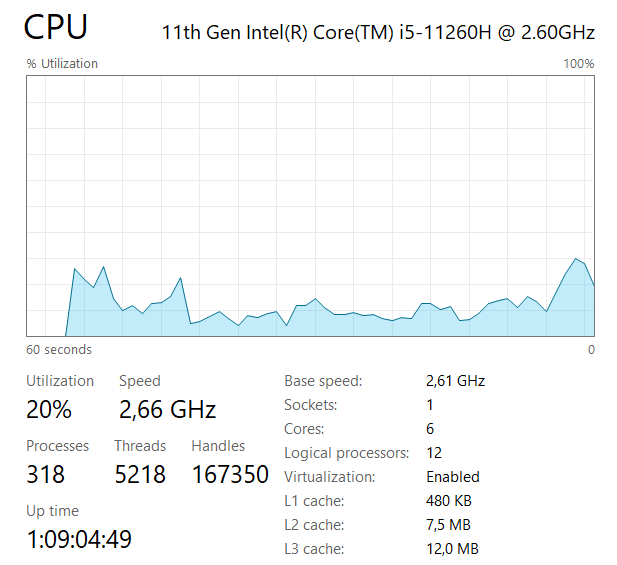 CPU 11th Gen Intel(R) Core(TM) i5-11260H @ 2.60GHz
% Utilization 100%
60 seconds 0
Utilization Speed
20% 2,66 GHz
Processes Threads Handles
318 5218 167350
Up time
1:09:04:49
Base speed: 2,61 GHz
Sockets: 1
Cores: 6
Logical processors: 12
Virtualization: Enabled
L1 cache: 480 KB
L2 cache: 7,5 MB
L3 cache: 12,0 MB